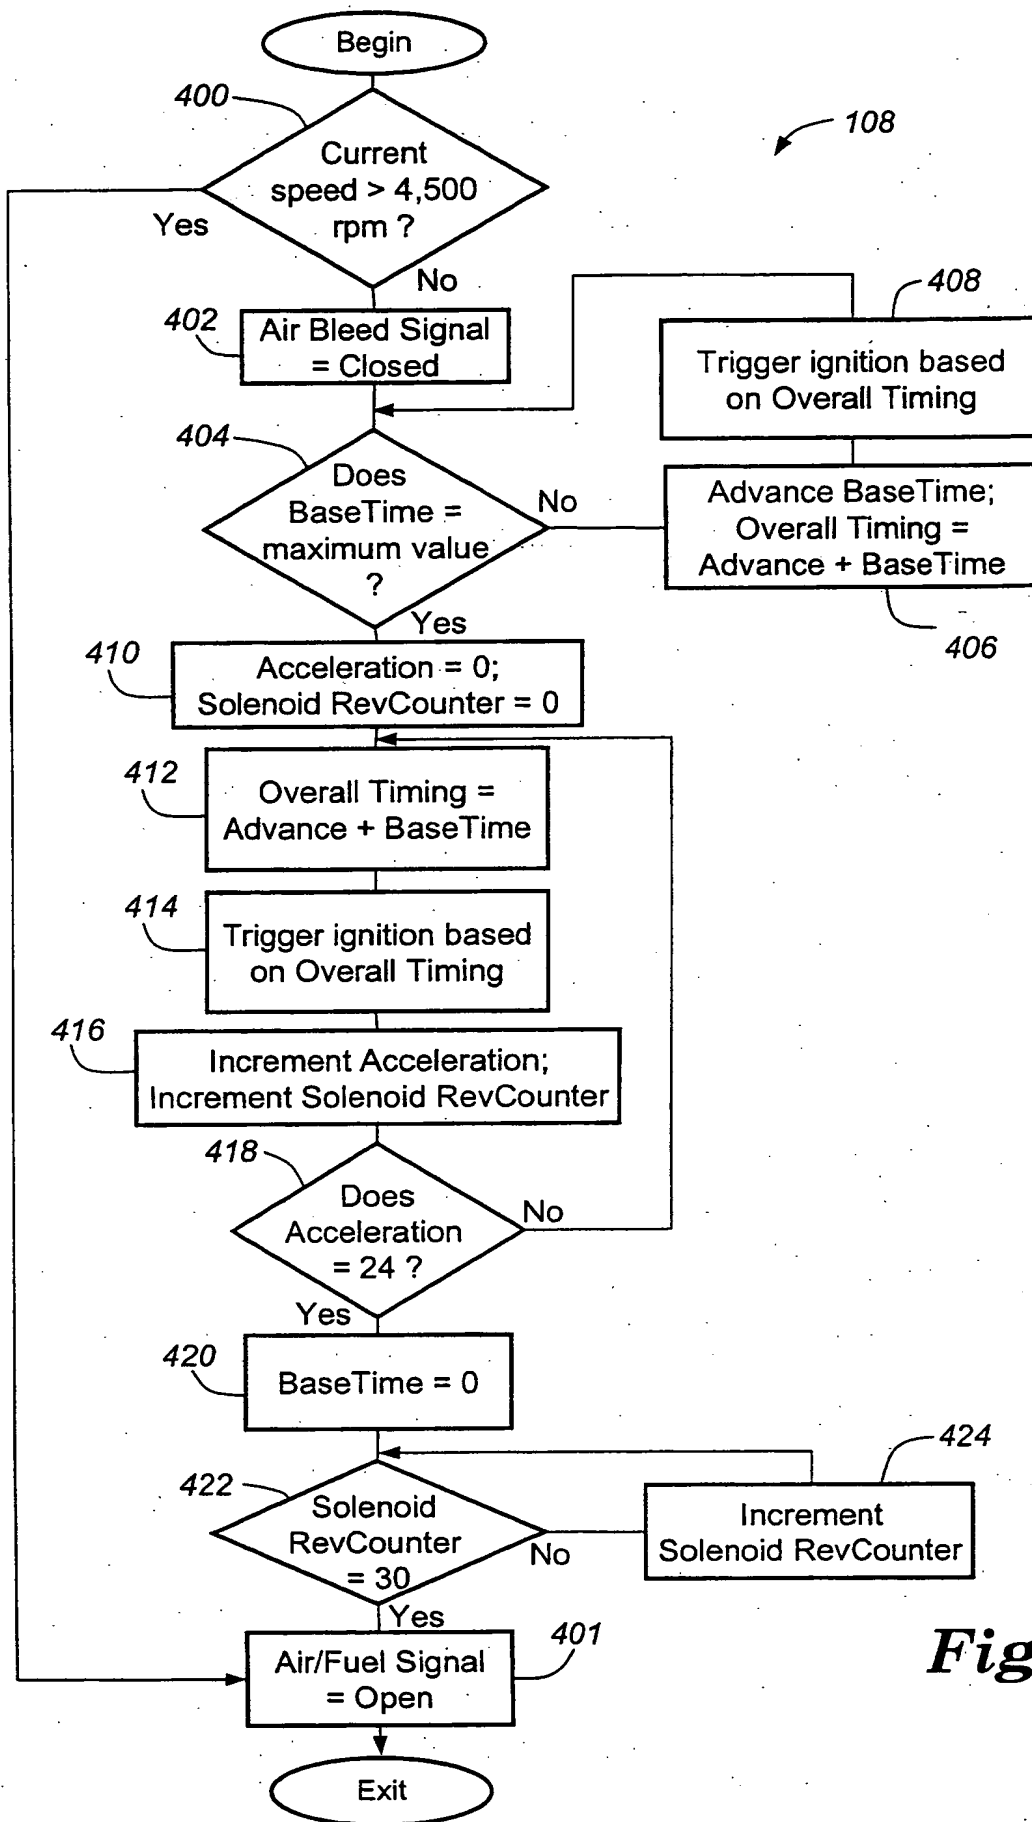 Begin
400
Current
speed > 4,500
rpm ?
108
Yes
No
402
Air Bleed Signal
= Closed
408
Trigger ignition based
on Overall Timing
404
Does
BaseTime =
maximum value
?
No
Advance BaseTime;
Overall Timing =
Advance + BaseTime
406
Yes
410
Acceleration = 0;
Solenoid RevCounter = 0
412
Overall Timing =
Advance + BaseTime
414
Trigger ignition based
on Overall Timing
416
Increment Acceleration;
Increment Solenoid RevCounter
418
Does
Acceleration
= 24 ?
No
Yes
420
BaseTime = 0
422
Solenoid
RevCounter
= 30
No
424
Increment
Solenoid RevCounter
Yes
Air/Fuel Signal
= Open
401
Fig
Exit